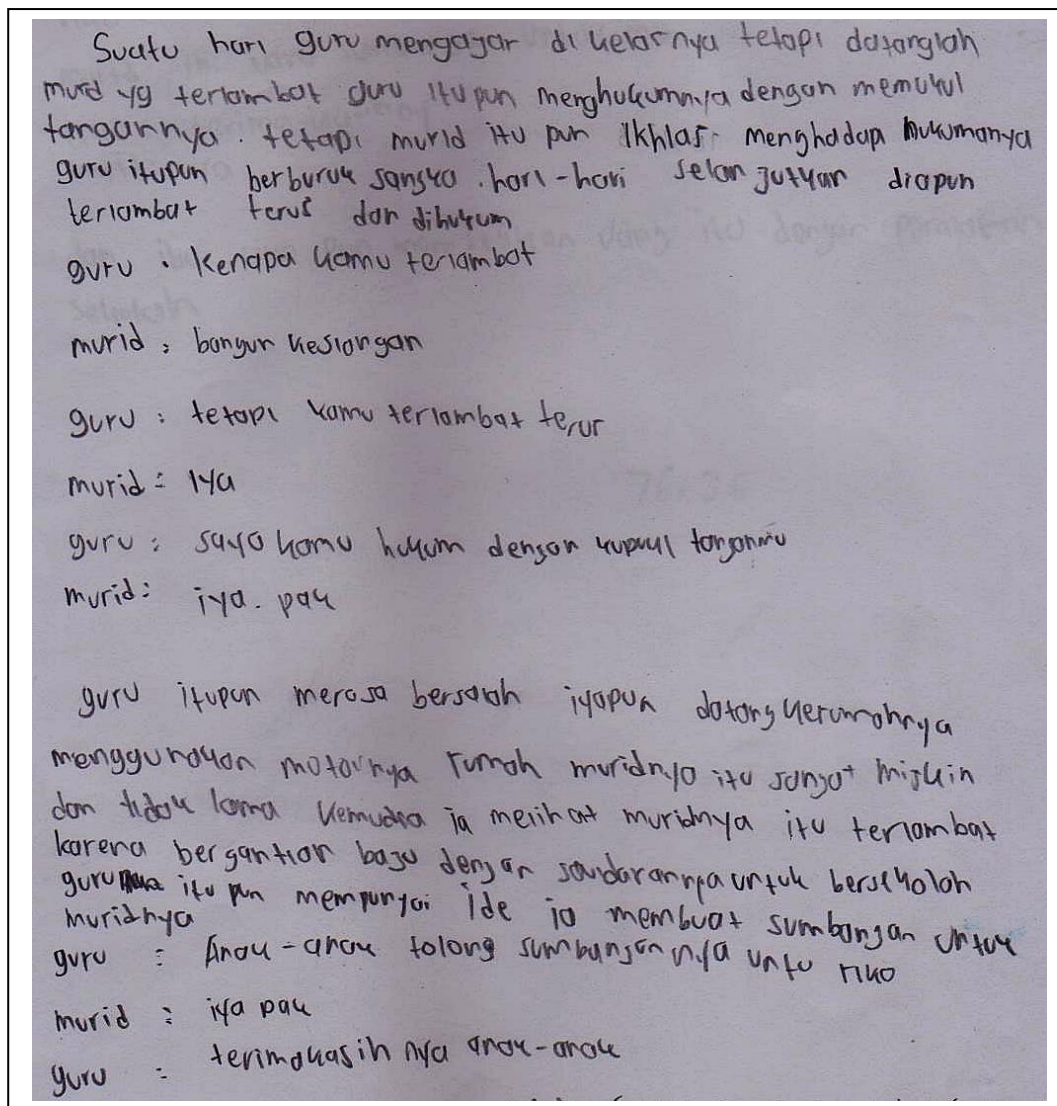 Suatu hari guru mengajar di kelasnya tetapi datanglah
murid yg terlambat guru itupun menghukumnya dengan memukul
tangannya. tetapi murid itu pun ikhlas menghadapi hukumanya
guru itupun berburuk sangka. hari-hari selanjutyan diapun
terlambat terus dan dihukum
guru : kenapa kamu terlambat
murid : bangun kesiangan
guru : tetapi kamu terlambat terus
murid : iya
guru : saya kamu hukum dengan tanganmu
murid : iya. pak
guru itupun merasa bersalah iyapun datang kerumahnya
menggunakan motornya rumah muridnya itu sangat miskin
dan tidak lama kemudia ia melihat muridnya itu terlambat
karena bergantian baju dengan saudarannya untuk bersekolah
guru itu pun mempunyai ide ia membuat sumbangan untuk
muridnya
guru : Anak-anak tolong sumbangannya untu riko
murid : iya pak
guru : terimakasih nya anak-anak